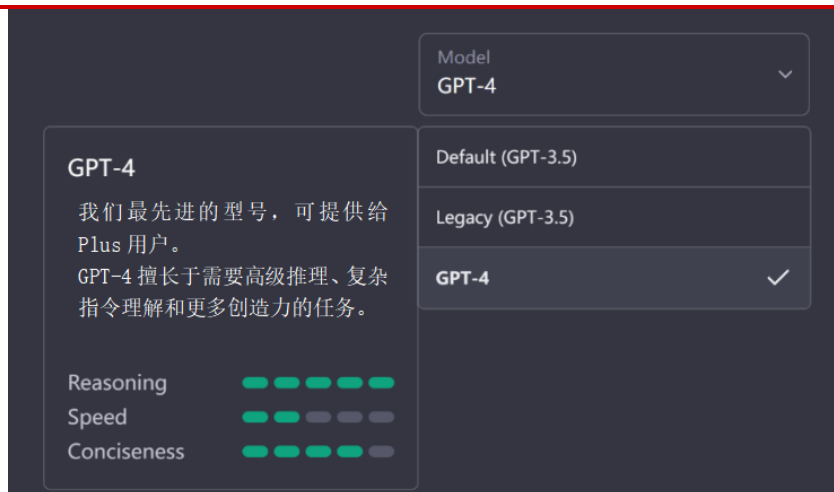 Model
GPT-4
GPT-4
我们最先进的型号，可提供给
Plus 用户。
GPT-4 擅长于需要高级推理、复杂
指令理解和更多创造力的任务。
Reasoning
Speed
Conciseness
Default (GPT-3.5)
Legacy (GPT-3.5)
GPT-4